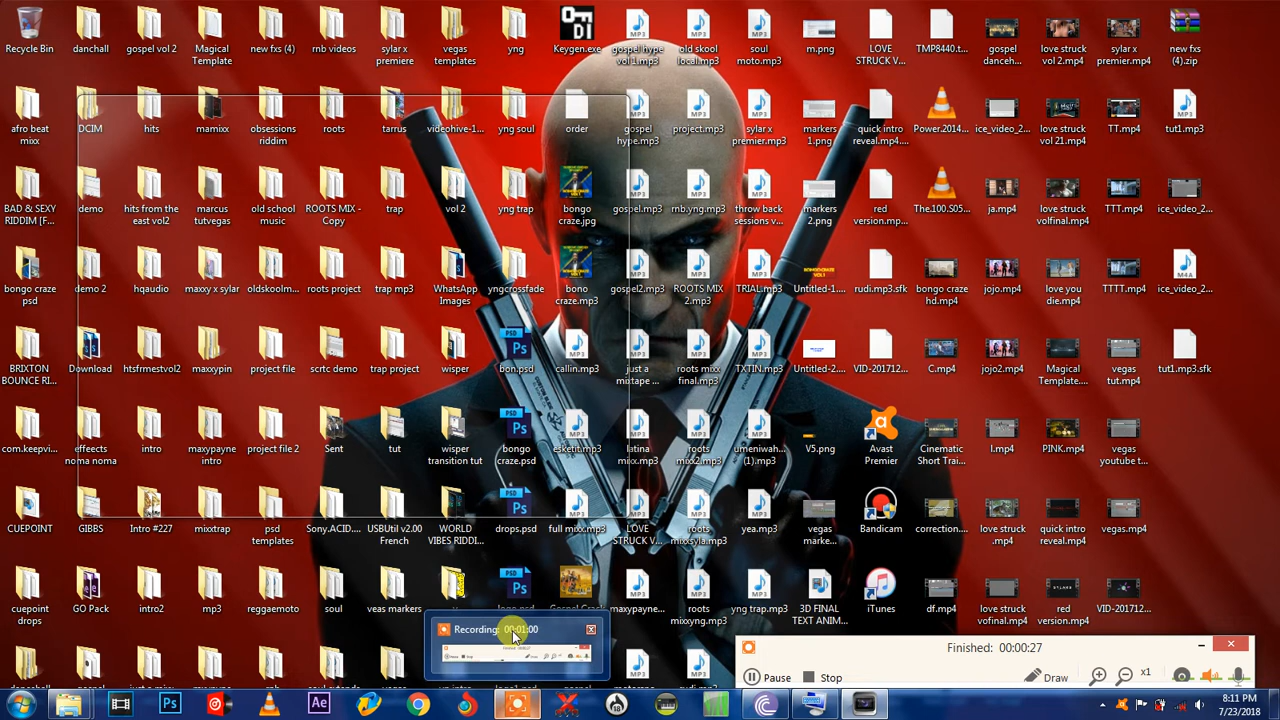 Recycle Bin
danchall
gospel vol 2
Magical
Template
new fxs (4)
rnb videos
sylar x
premiere
vegas
templates
yng
Keygen.exe
gospel hype
vol 1.mp3
old skool
local.mp3
soul
moto.mp3
m.png
LOVE
STRUCK V...
TMP8440.t...
gospel
danceh...
love struck
vol 2.mp4
sylar x
premier.mp4
new fxs
(4).zip
afro beat
mixx
DCIM
hits
mamixx
obsessions
riddim
roots
tarrus
videohive-1...
yng soul
order
gospel
hype.mp3
project.mp3
sylar x
premier.mp3
markers
1.png
quick intro
reveal.mp4....
Power.2014...
ice_video_2...
love struck
vol 21.mp4
TT.mp4
tut1.mp3
BAD & SEXY
RIDDIM [F...
demo
hits from the
east vol2
marcus
tutvegas
old school
music
ROOTS MIX -
Copy
trap
vol 2
yng trap
bongo
craze.jpg
gospel.mp3
rnb.yng.mp3
throw back
sessions v...
markers
2.png
red
version.mp...
The.100.S05...
ja.mp4
love struck
volfinal.mp4
TTT.mp4
ice_video_2...
bongo craze
psd
demo 2
hqaudio
maxxy x sylar
oldskoolm...
roots project
trap mp3
WhatsApp
Images
yngcrossfade
bono
craze.mp3
gospel2.mp3
ROOTS MIX
2.mp3
TRIAL.mp3
Untitled-1....
rudi.mp3.sfk
bongo craze
hd.mp4
jojo.mp4
love you
die.mp4
TTTT.mp4
ice_video_2...
BRIXTON
BOUNCE RI...
Download
htsfrmestvol2
maxxypin
project file
scrtc demo
trap project
wisper
bon.psd
callin.mp3
just a
mixtape ...
roots mixx
final.mp3
TXTIN.mp3
Untitled-2....
VID-201712...
C.mp4
jojo2.mp4
Magical
Template....
vegas
tut.mp4
tut1.mp3.sfk
com.keepvi...
effects
noma noma
intro
maxypayne
intro
project file 2
Sent
tut
wisper
transition tut
bongo
craze.psd
esketit.mp3
latina
mixx.mp3
roots
mixx2.mp3
umeniwah...
(1).mp3
V5.png
Avast
Premier
Cinematic
Short Trai...
l.mp4
PINK.mp4
vegas
youtube t...
CUEPOINT
GIBBS
Intro #227
mixxtrap
psd
templates
Sony.ACID....
USBUtil v2.00
French
WORLD
VIBES.RIDDI...
drops.psd
full mixx.mp3
LOVE
STRUCK V...
roots
mixxsyla.mp3
yea.mp3
vegas
marke...
Bandicam
correction....
love struck
.mp4
quick intro
reveal.mp4
vegas.mp4
cuepoint
drops
GO Pack
intro2
mp3
reggaemoto
soul
veas markers
maxypayne...
roots
mixxyng.mp3
yng trap.mp3
3D FINAL
TEXT ANIM...
iTunes
df.mp4
love struck
vofinal.mp4
red
version.mp4
VID-201712...
Recording: 00:01:00
Finished: 00:00:27
Pause
Stop
Draw
x1
8:11 PM
7/23/2018